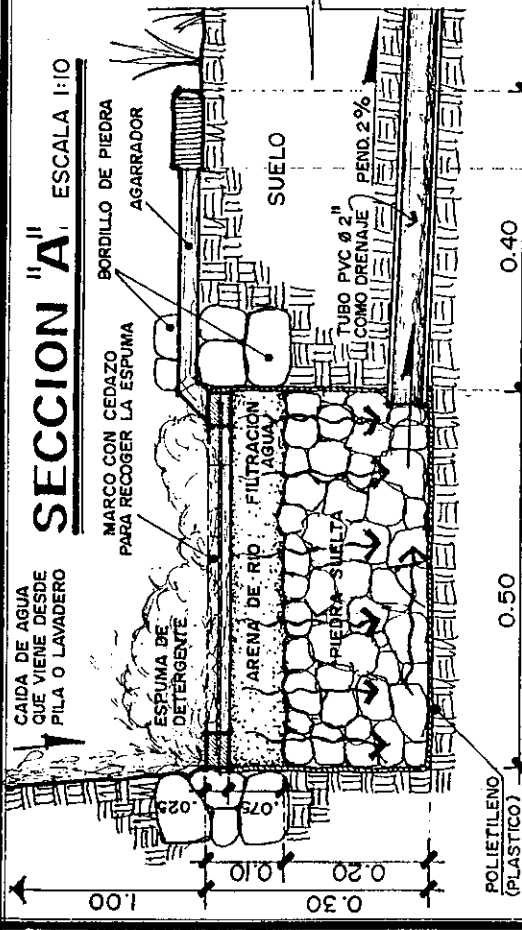 SECCION "A" ESCALA 1:10
CAIDA DE AGUA
QUE VIENE DESDE
PILA O LAVADERO
MARCO CON CEDAZO
PARA RECOGER LA ESPUMA
BORDILLO DE PIEDRA
AGARRADOR
ESPUMA DE
DETERGENTE
SUELO
ARENA DE RIO
FILTRACION
AGUA
PIEDRA SUELTA
TUBO PVC Ø 2"
COMO DRENAJE
PEND. 2%
.025
.075
1.00
0.10
0.20
0.30
0.50
0.40
POLIETILENO
(PLASTICO)